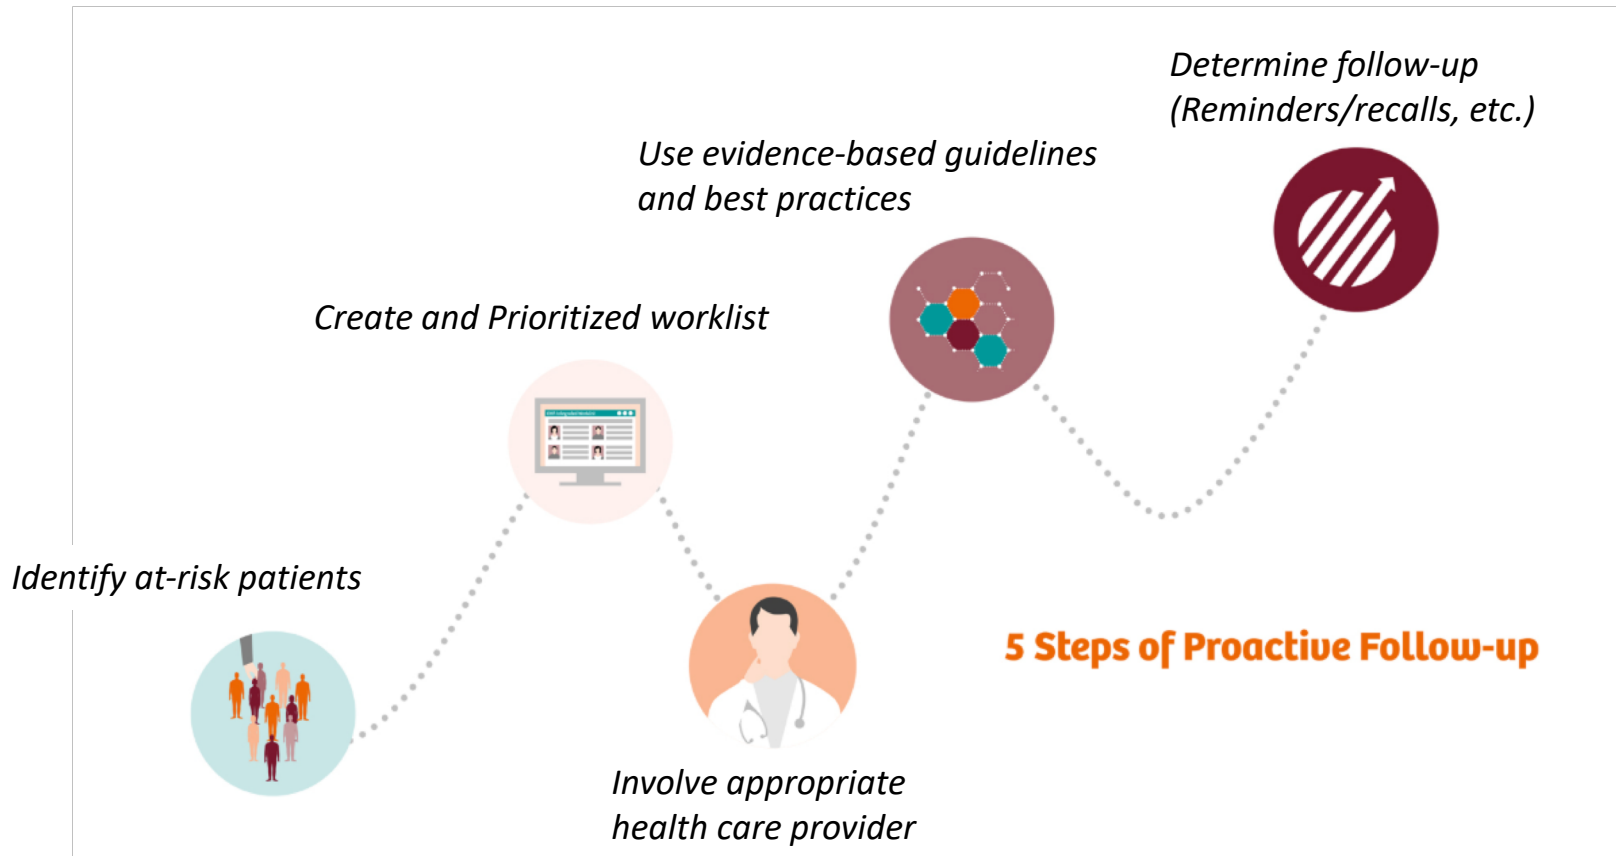 Determine follow-up
(Reminders/recalls, etc.)
Use evidence-based guidelines
and best practices
Create and Prioritized worklist
Identify at-risk patients
5 Steps of Proactive Follow-up
Involve appropriate
health care provider